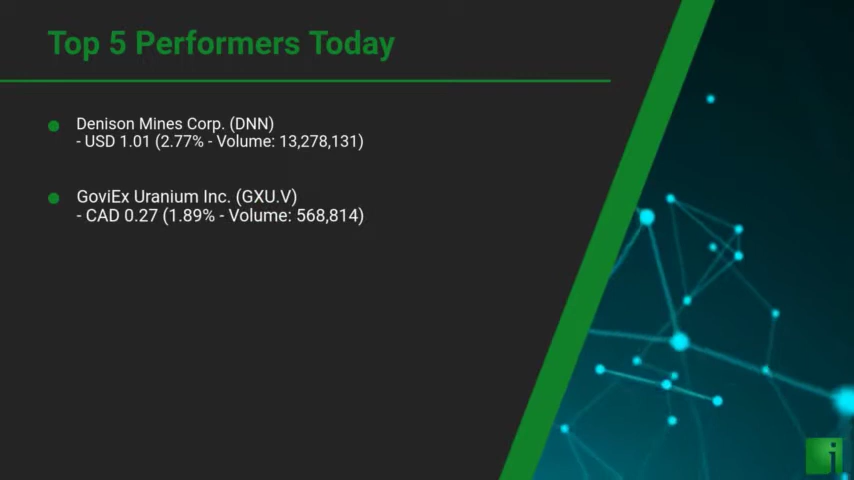 Top 5 Performers Today
Denison Mines Corp. (DNN)
- USD 1.01 (2.77% - Volume: 13,278,131)
GoviEx Uranium Inc. (GXU.V)
- CAD 0.27 (1.89% - Volume: 568,814)
i